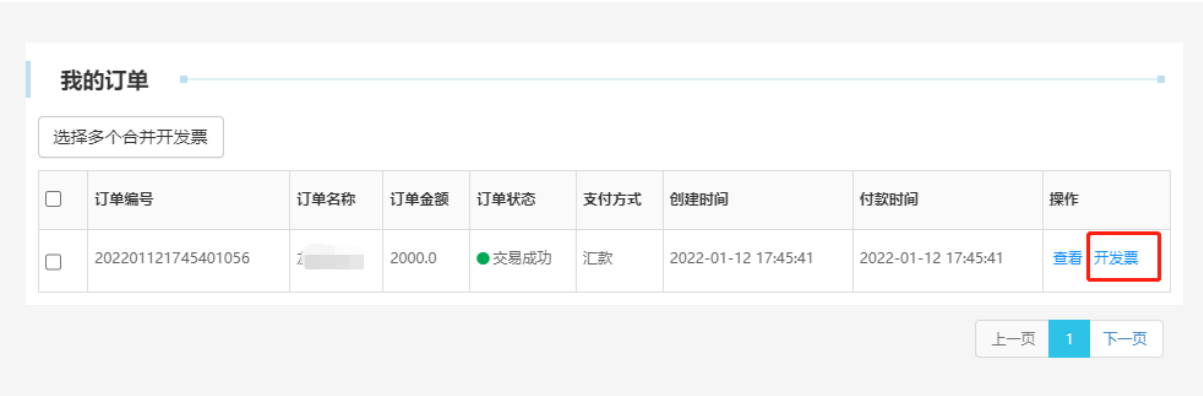 我的订单
选择多个合并开发票
订单编号 订单名称 订单金额 订单状态 支付方式 创建时间 付款时间 操作
202201121745401056 2000.0 交易成功 汇款 2022-01-12 17:45:41 2022-01-12 17:45:41 查看 开发票
上一页 1 下一页